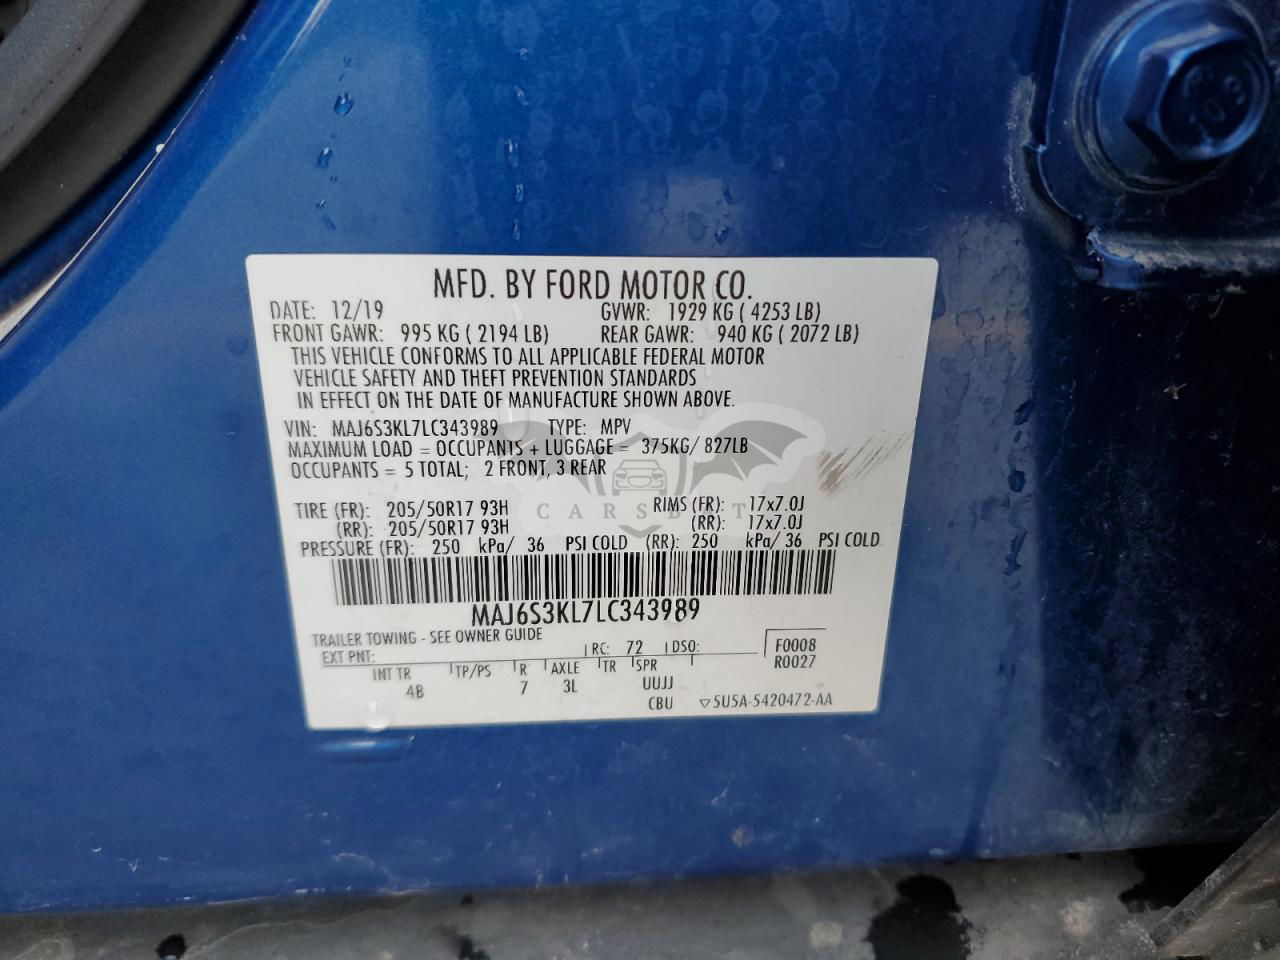 MFD. BY FORD MOTOR CO.
DATE: 12/19 GVWR: 1929 KG ( 4253 LB)
FRONT GAWR: 995 KG ( 2194 LB) REAR GAWR: 940 KG ( 2072 LB)
THIS VEHICLE CONFORMS TO ALL APPLICABLE FEDERAL MOTOR
VEHICLE SAFETY AND THEFT PREVENTION STANDARDS
IN EFFECT ON THE DATE OF MANUFACTURE SHOWN ABOVE.
VIN: MAJ6S3KL7LC343989 TYPE: MPV
MAXIMUM LOAD = OCCUPANTS + LUGGAGE = 375KG/ 827LB
OCCUPANTS = 5 TOTAL; 2 FRONT, 3 REAR
TIRE (FR): 205/50R17 93H RIMS (FR): 17x7.0J
(RR): 205/50R17 93H (RR): 17x7.0J
PRESSURE (FR): 250 kPa/ 36 PSI COLD (RR): 250 kPa/ 36 PSI COLD
MAJ6S3KL7LC343989
TRAILER TOWING - SEE OWNER GUIDE
EXT PNT: RC: 72 DSO: F0008
R0027
INT TR TP/PS R AXLE TR SPR
4B 7 3L UUJJ
CBU ▽5U5A-5420472-AA